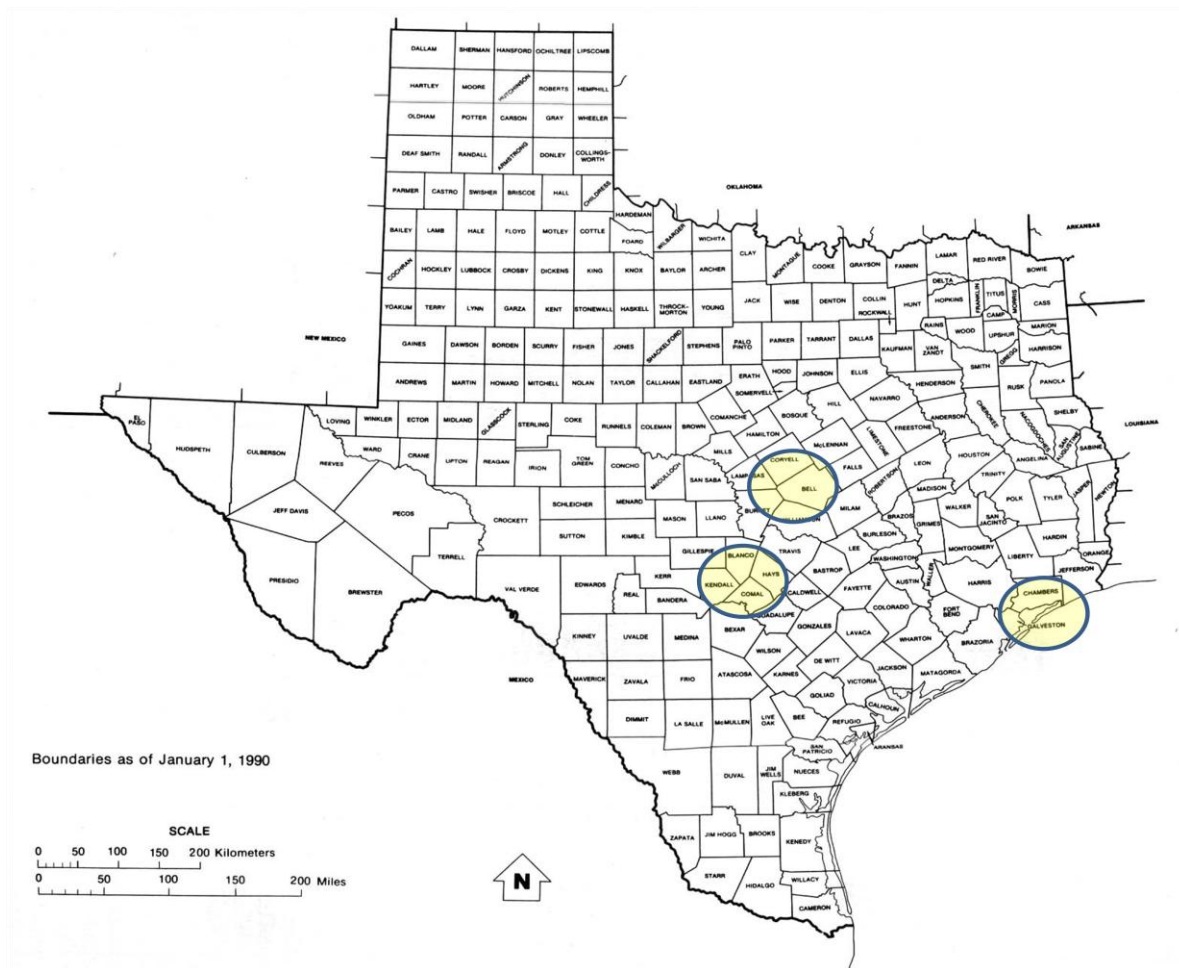 DALLAM SHERMAN HANSFORD OCHILTREE LIPSCOMB
HARTLEY MOORE HUTCHINSON ROBERTS HEMPHILL
OLDHAM POTTER CARSON GRAY WHEELER
DEAF SMITH RANDALL ARMSTRONG DONLEY COLLINGS-
WORTH
PARMER CASTRO SWISHER BRISCOE HALL CHILDRESS
OKLAHOMA
HARDEMAN
BAILEY LAMB HALE FLOYD MOTLEY COTTLE FOARD WILBARGER WICHITA
ARKANSAS
CLAY MONTAGUE COOKE GRAYSON FANNIN LAMAR RED RIVER BOWIE
COCHRAN HOCKLEY LUBBOCK CROSBY DICKENS KING KNOX BAYLOR ARCHER
DELTA
YOAKUM TERRY LYNN GARZA KENT STONEWALL HASKELL THROCK-
MORTON YOUNG JACK WISE DENTON COLLIN HUNT HOPKINS FRANKLIN TITUS MORRIS CASS
ROCKWALL CAMP
NEW MEXICO
GAINES DAWSON BORDEN SCURRY FISHER JONES SHACKELFORD STEPHENS PALO
PINTO PARKER TARRANT DALLAS KAUFMAN VAN
ZANDT RAINS WOOD UPSHUR MARION
GREGG HARRISON
SMITH
ANDREWS MARTIN HOWARD MITCHELL NOLAN TAYLOR CALLAHAN EASTLAND ERATH HOOD JOHNSON ELLIS HENDERSON RUSK PANOLA
SOMERVELL
EL
PASO HUDSPETH CULBERSON REEVES LOVING WINKLER ECTOR MIDLAND GLASSCOCK STERLING COKE RUNNELS COLEMAN BROWN COMANCHE BOSQUE HILL NAVARRO ANDERSON CHEROKEE NACOGDOCHES SHELBY
LOUISIANA
HAMILTON FREESTONE SAN
AUGUSTINE SABINE
WARD CRANE UPTON REAGAN IRION TOM
GREEN CONCHO McCULLOCH SAN SABA MILLS McLENNAN LIMESTONE
LAMPASAS CORYELL FALLS LEON HOUSTON ANGELINA
BELL ROBERTSON MADISON TRINITY
JEFF DAVIS PECOS CROCKETT SCHLEICHER MENARD MASON LLANO BURNET WILLIAMSON MILAM BRAZOS GRIMES WALKER SAN
JACINTO POLK TYLER JASPER NEWTON
SUTTON KIMBLE BURLESON HARDIN
TERRELL GILLESPIE BLANCO TRAVIS LEE WASHINGTON MONTGOMERY LIBERTY ORANGE
PRESIDIO BREWSTER VAL VERDE EDWARDS KERR KENDALL HAYS BASTROP AUSTIN WALLER HARRIS JEFFERSON
REAL BANDERA COMAL CALDWELL FAYETTE CHAMBERS
GUADALUPE COLORADO FORT
BEND GALVESTON
KINNEY UVALDE MEDINA BEXAR GONZALES LAVACA WHARTON BRAZORIA
WILSON DE WITT
MEXICO MAVERICK ZAVALA FRIO ATASCOSA KARNES VICTORIA JACKSON MATAGORDA
GOLIAD CALHOUN
DIMMIT LA SALLE McMULLEN LIVE
OAK BEE REFUGIO
SAN
PATRICIO ARANSAS
Boundaries as of January 1, 1990
WEBB DUVAL JIM
WELLS NUECES
KLEBERG
SCALE
0 50 100 150 200 Kilometers
0 50 100 150 200 Miles
ZAPATA JIM HOGG BROOKS KENEDY
N
STARR HIDALGO WILLACY
CAMERON